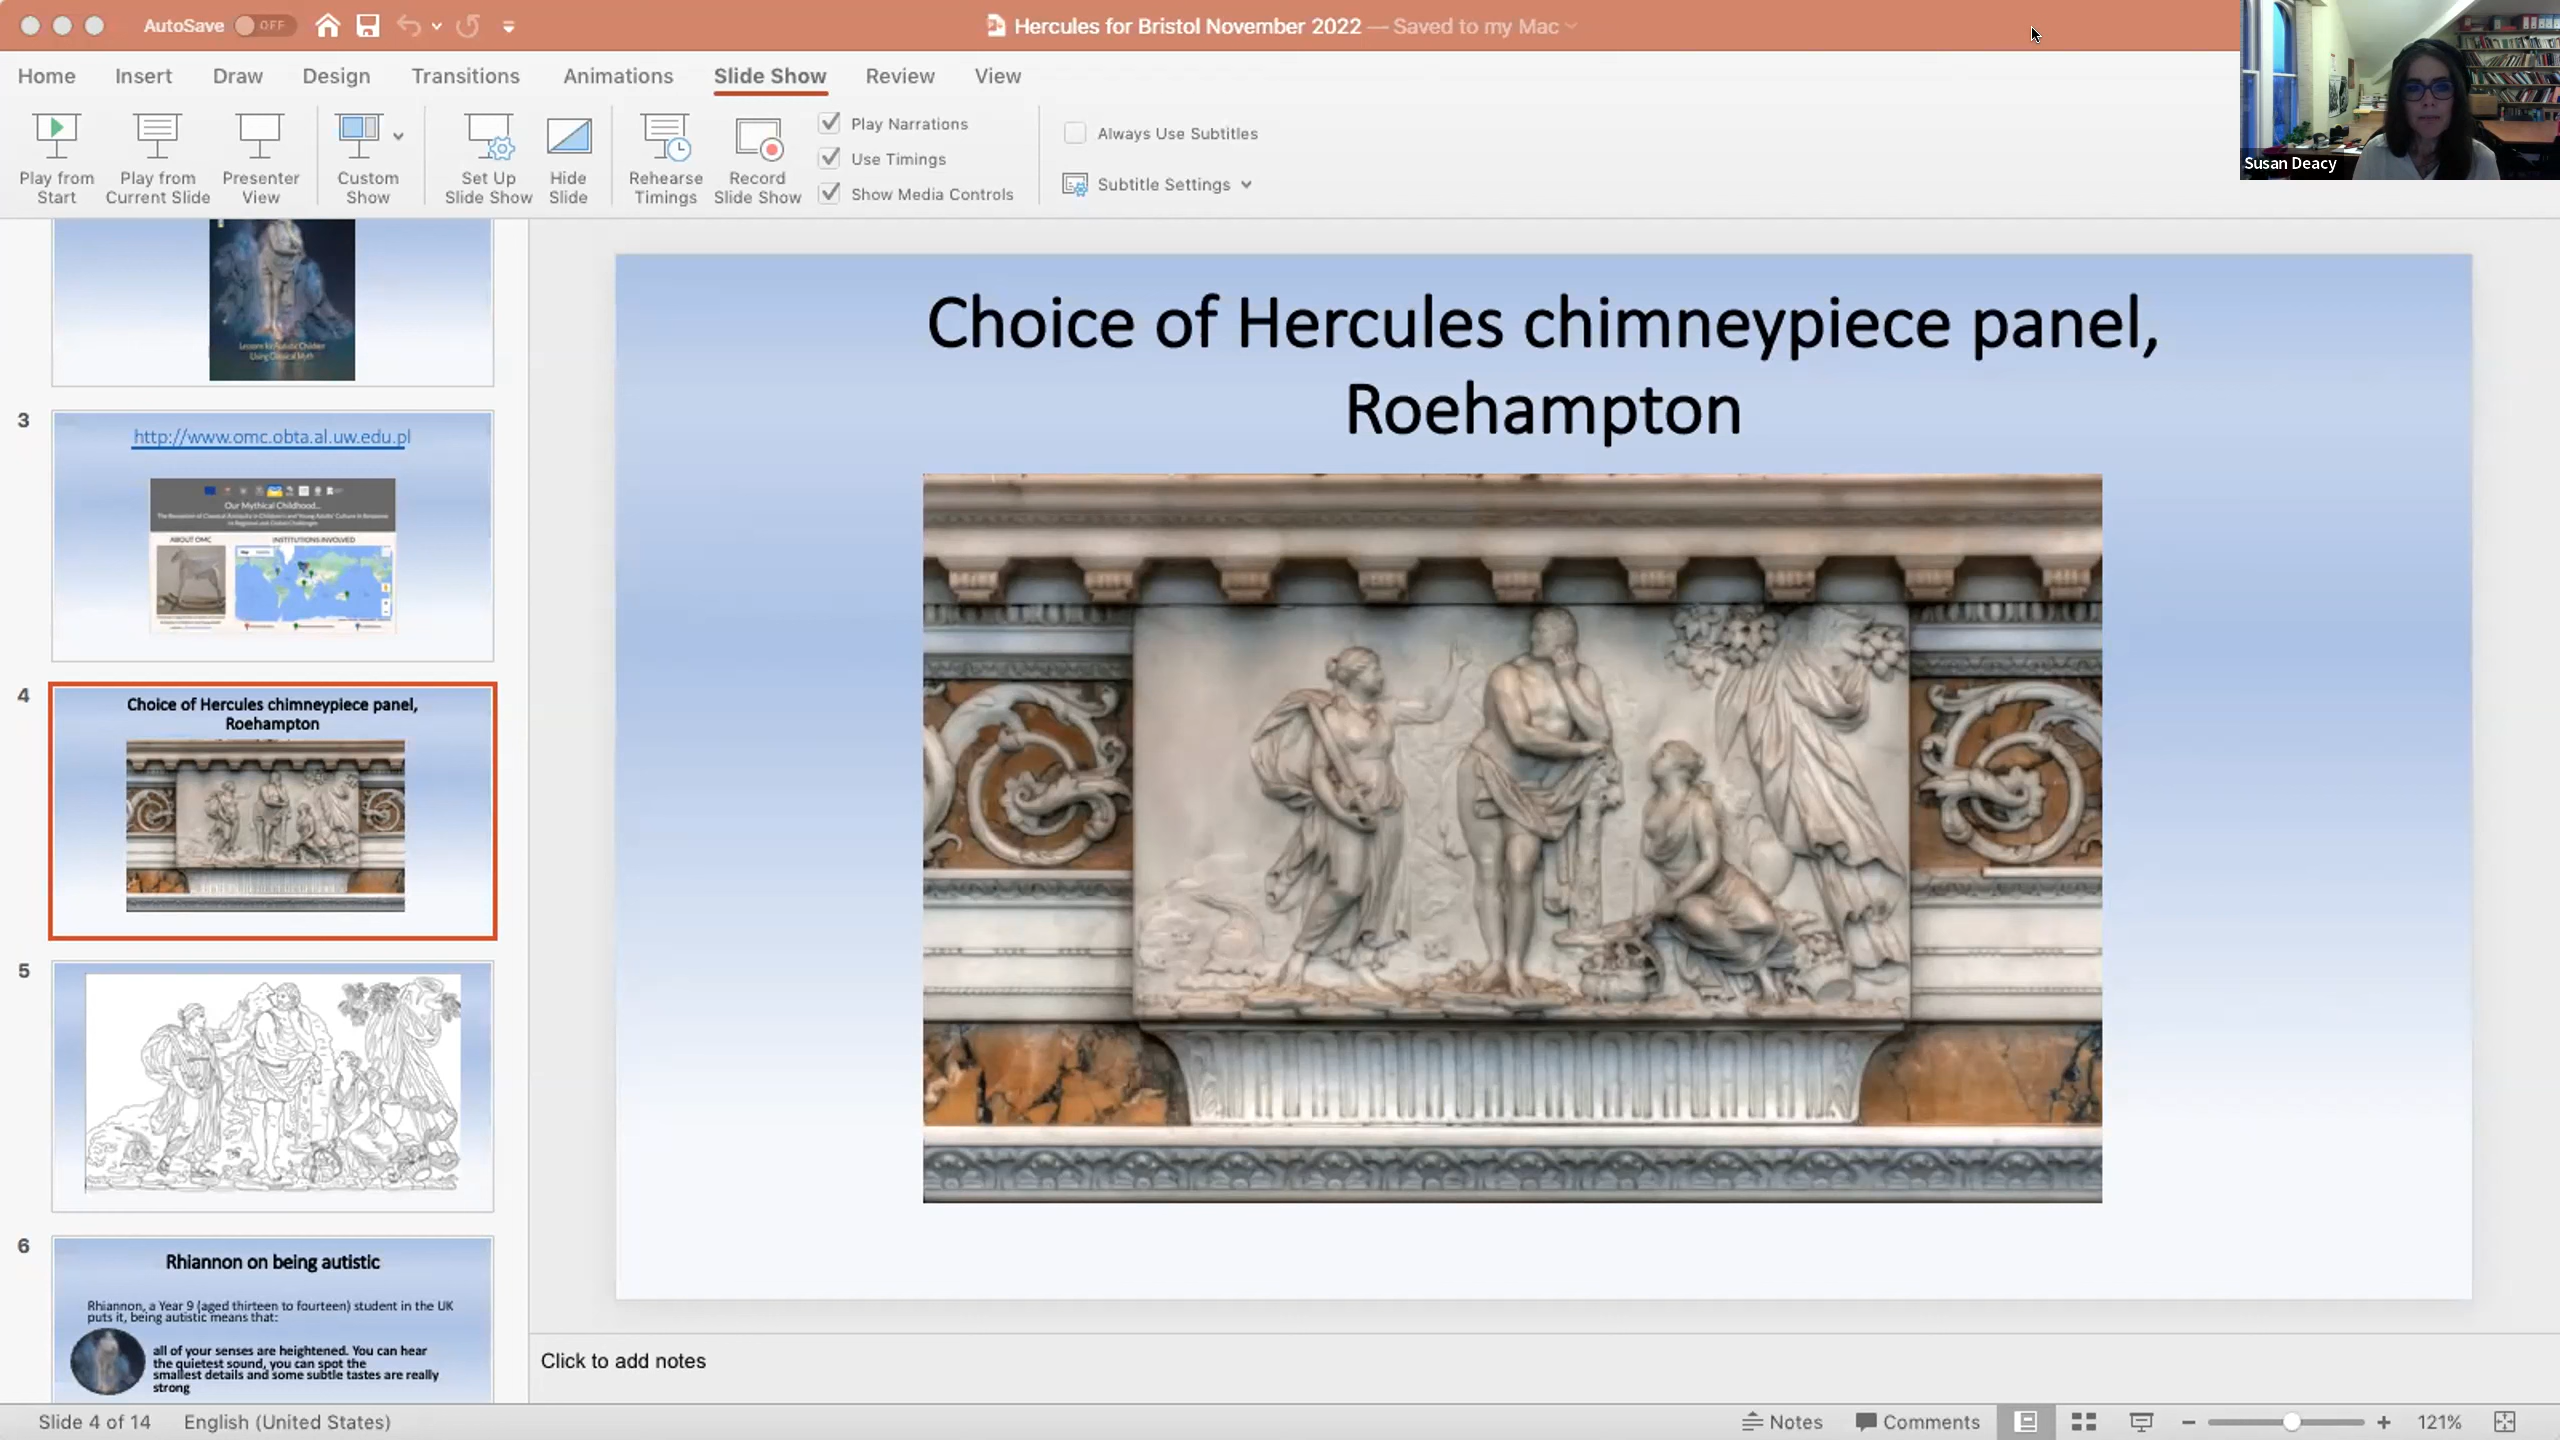 AutoSave OFF
Hercules for Bristol November 2022 — Saved to my Mac
Home Insert Draw Design Transitions Animations Slide Show Review View
Play from Start
Play from Current Slide
Presenter View
Custom Show
Set Up Slide Show
Hide Slide
Rehearse Timings
Record Slide Show
Play Narrations
Use Timings
Show Media Controls
Always Use Subtitles
Subtitle Settings
Susan Deacy
Lessons for Autistic Children
Using Classical Myth
3
http://www.omc.obta.al.uw.edu.pl
Our Mythical Childhood...
ABOUT OMC
INSTITUTIONS INVOLVED
4
Choice of Hercules chimneypiece panel,
Roehampton
5
6
Rhiannon on being autistic
Rhiannon, a Year 9 (aged thirteen to fourteen) student in the UK
puts it, being autistic means that:
all of your senses are heightened. You can hear
the quietest sound, you can spot the
smallest details and some subtle tastes are really
strong
Choice of Hercules chimneypiece panel,
Roehampton
Click to add notes
Slide 4 of 14 English (United States)
Notes Comments 121%